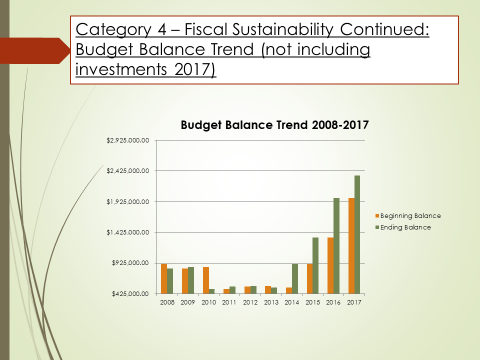 Category 4 – Fiscal Sustainability Continued:
Budget Balance Trend (not including
investments 2017)
Budget Balance Trend 2008-2017
$2,925,000.00
$2,425,000.00
$1,925,000.00
$1,425,000.00
$925,000.00
$425,000.00
2008 2009 2010 2011 2012 2013 2014 2015 2016 2017
Beginning Balance
Ending Balance